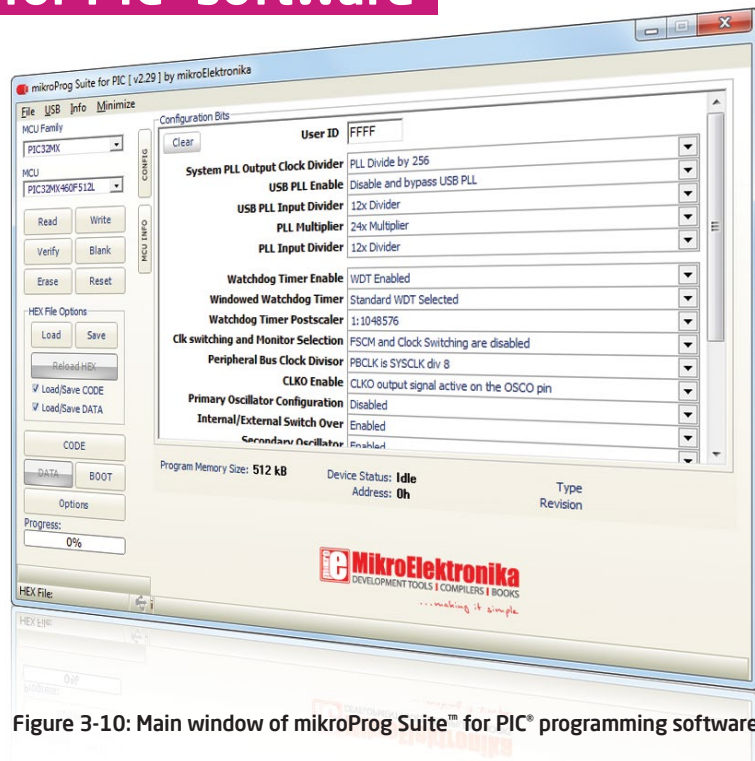 for PIC® software
mikroProg Suite for PIC [ v2.29 ] by mikroElektronika
File USB Info Minimize
MCU Family
PIC32MX
MCU
PIC32MX460F512L
Read Write
Verify Blank
Erase Reset
HEX File Options
Load Save
Reload HEX
Load/Save CODE
Load/Save DATA
CODE
DATA BOOT
Options
Progress:
0%
HEX File:
CONFIG
MCU INFO
Configuration Bits
Clear
User ID FFFF
System PLL Output Clock Divider PLL Divide by 256
USB PLL Enable Disable and bypass USB PLL
USB PLL Input Divider 12x Divider
PLL Multiplier 24x Multiplier
PLL Input Divider 12x Divider
Watchdog Timer Enable WDT Enabled
Windowed Watchdog Timer Standard WDT Selected
Watchdog Timer Postscaler 1:1048576
Clk switching and Monitor Selection FSCM and Clock Switching are disabled
Peripheral Bus Clock Divisor PBCLK is SYSCLK div 8
CLKO Enable CLKO output signal active on the OSCO pin
Primary Oscillator Configuration Disabled
Internal/External Switch Over Enabled
Secondary Oscillator Enabled
Program Memory Size: 512 kB
Device Status: Idle
Address: 0h
Type
Revision
MikroElektronika
DEVELOPMENT TOOLS | COMPILERS | BOOKS
...making it simple
Figure 3-10: Main window of mikroProg Suite™ for PIC® programming software